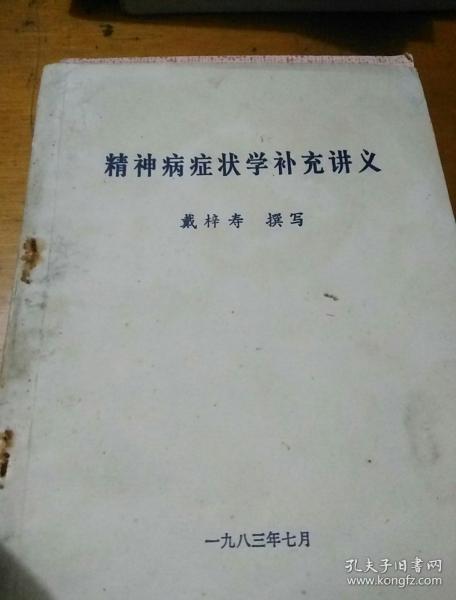 精神病症状学补充讲义
戴梓寿 撰写
一九八三年七月
孔夫子旧书网
www.kongfz.com